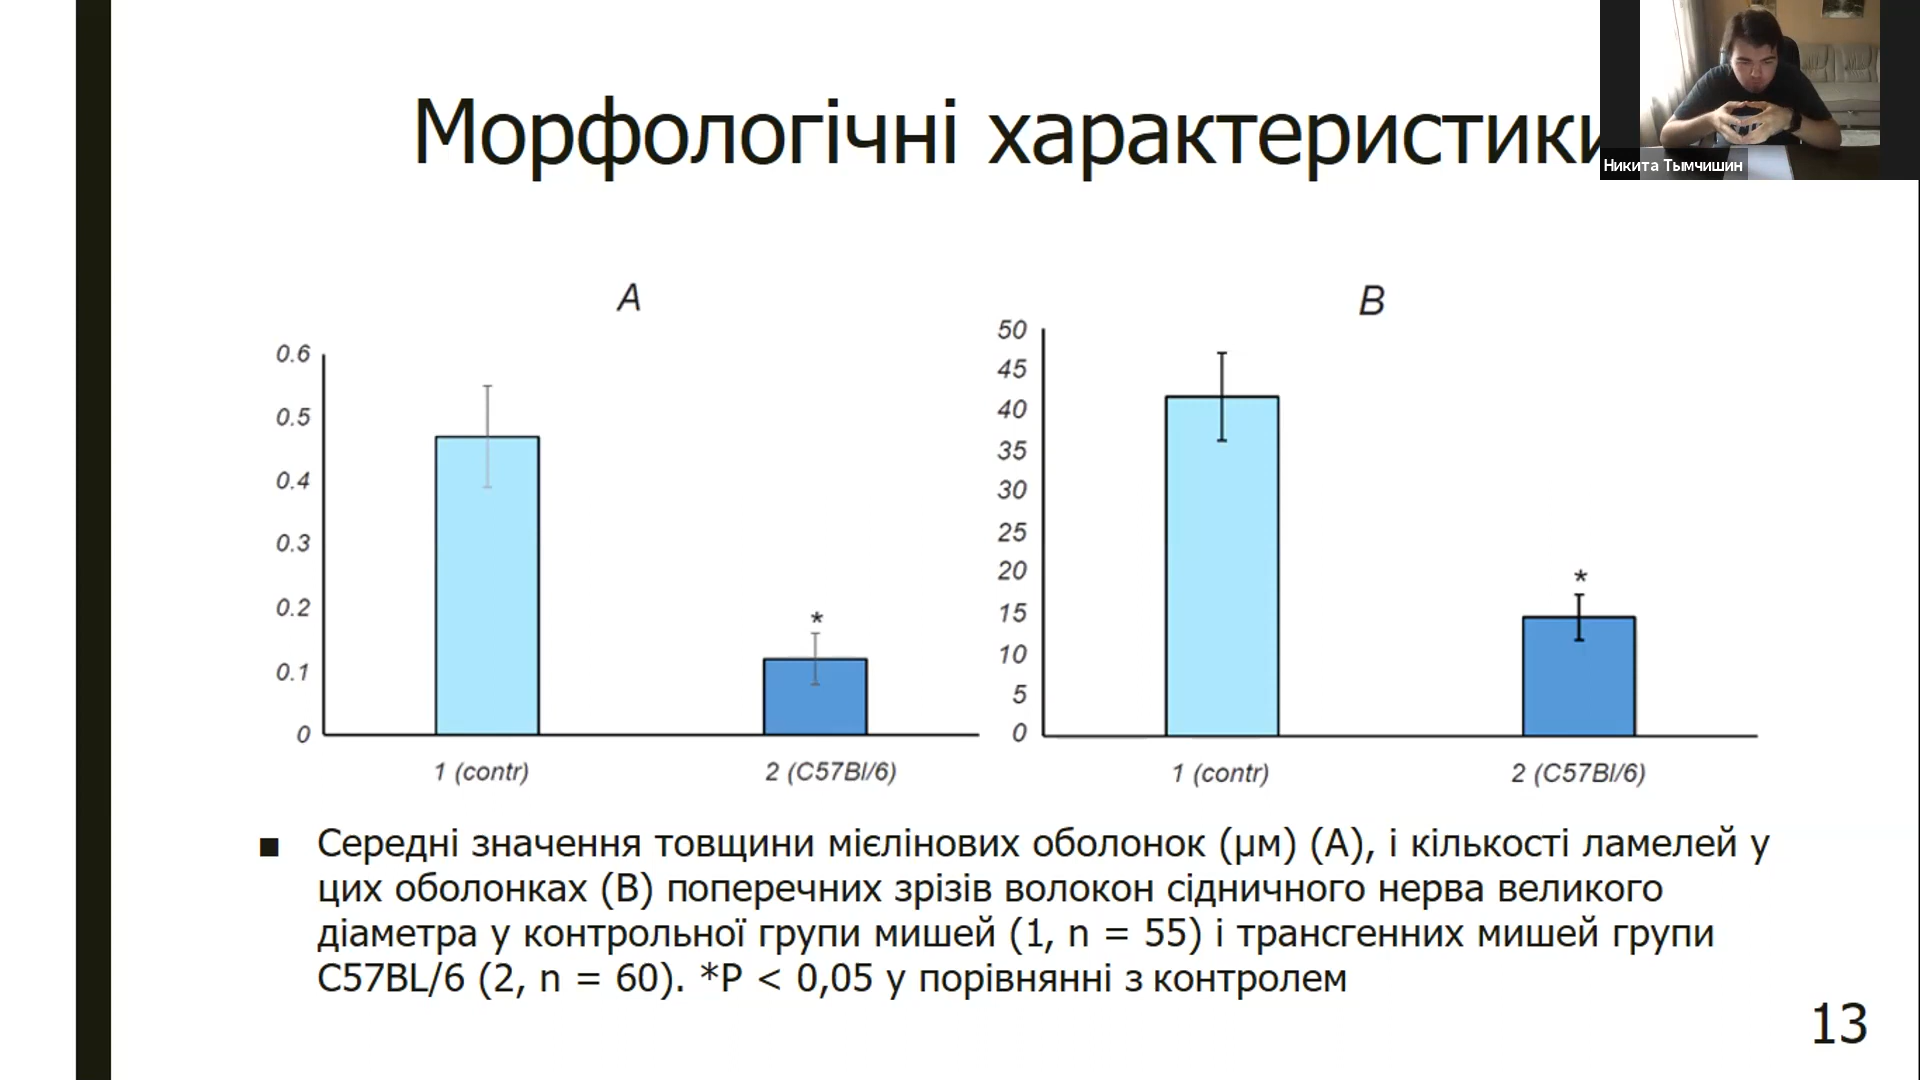 Морфологічні характеристики
Никита Тымчишин
A
0.6
0.5
0.4
0.3
0.2
0.1
0
*
1 (contr)
2 (C57Bl/6)
B
50
45
40
35
30
25
20
15
10
5
0
*
1 (contr)
2 (C57Bl/6)
■ Середні значення товщини мієлінових оболонок (μм) (А), і кількості ламелей у
цих оболонках (В) поперечних зрізів волокон сідничного нерва великого
діаметра у контрольної групи мишей (1, n = 55) і трансгенних мишей групи
C57BL/6 (2, n = 60). *P < 0,05 у порівнянні з контролем
13